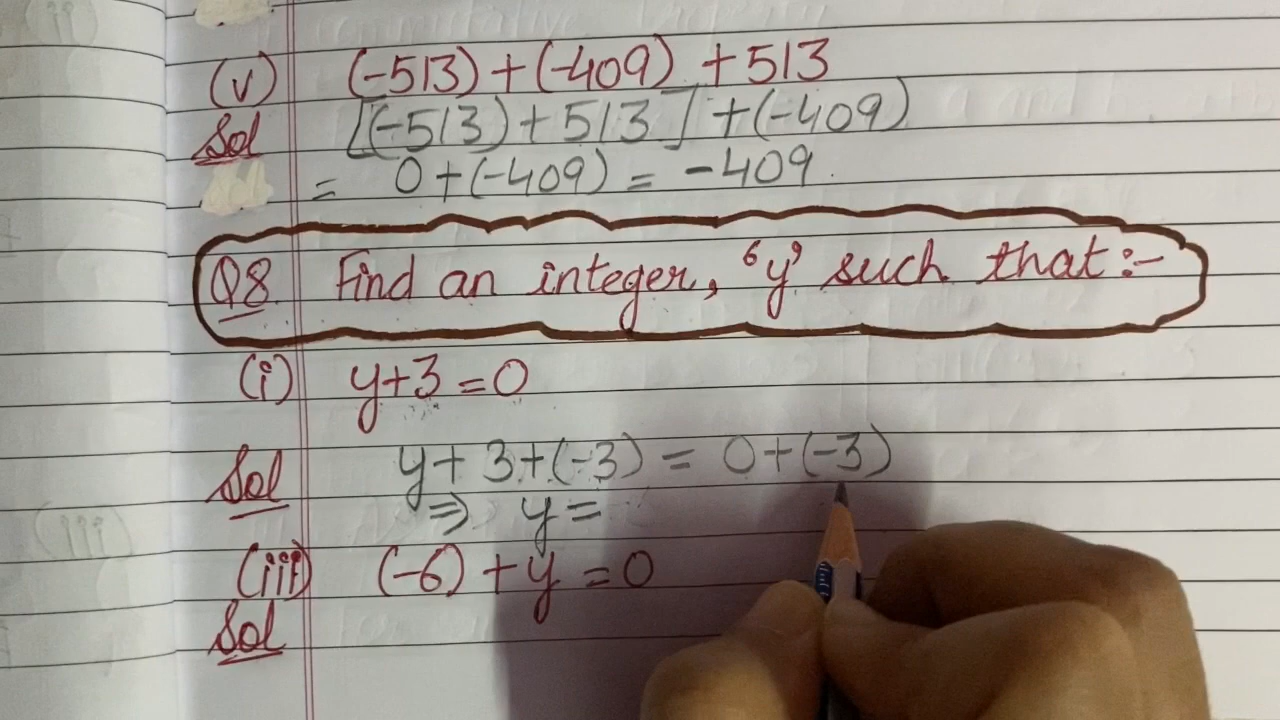 (v) (-513)+(-409) +513
Sol [(-513)+513]+(-409)
= 0+(-409) = -409.
Q8. Find an integer, 'y' such that:-
(i) y+3=0
Sol y+3+(-3) = 0+(-3)
⇒ y=
(iii) (-6)+y=0
Sol